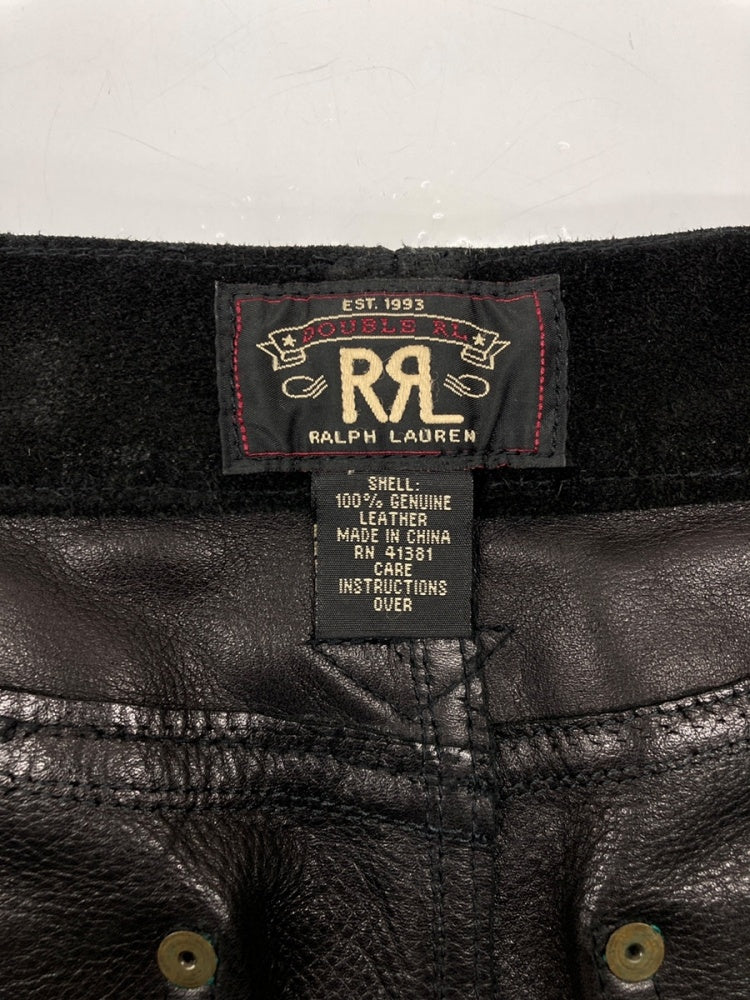 EST. 1993
DOUBLE RL
RRL
RALPH LAUREN
SHELL:
100% GENUINE
LEATHER
MADE IN CHINA
RN 41381
CARE
INSTRUCTIONS
OVER